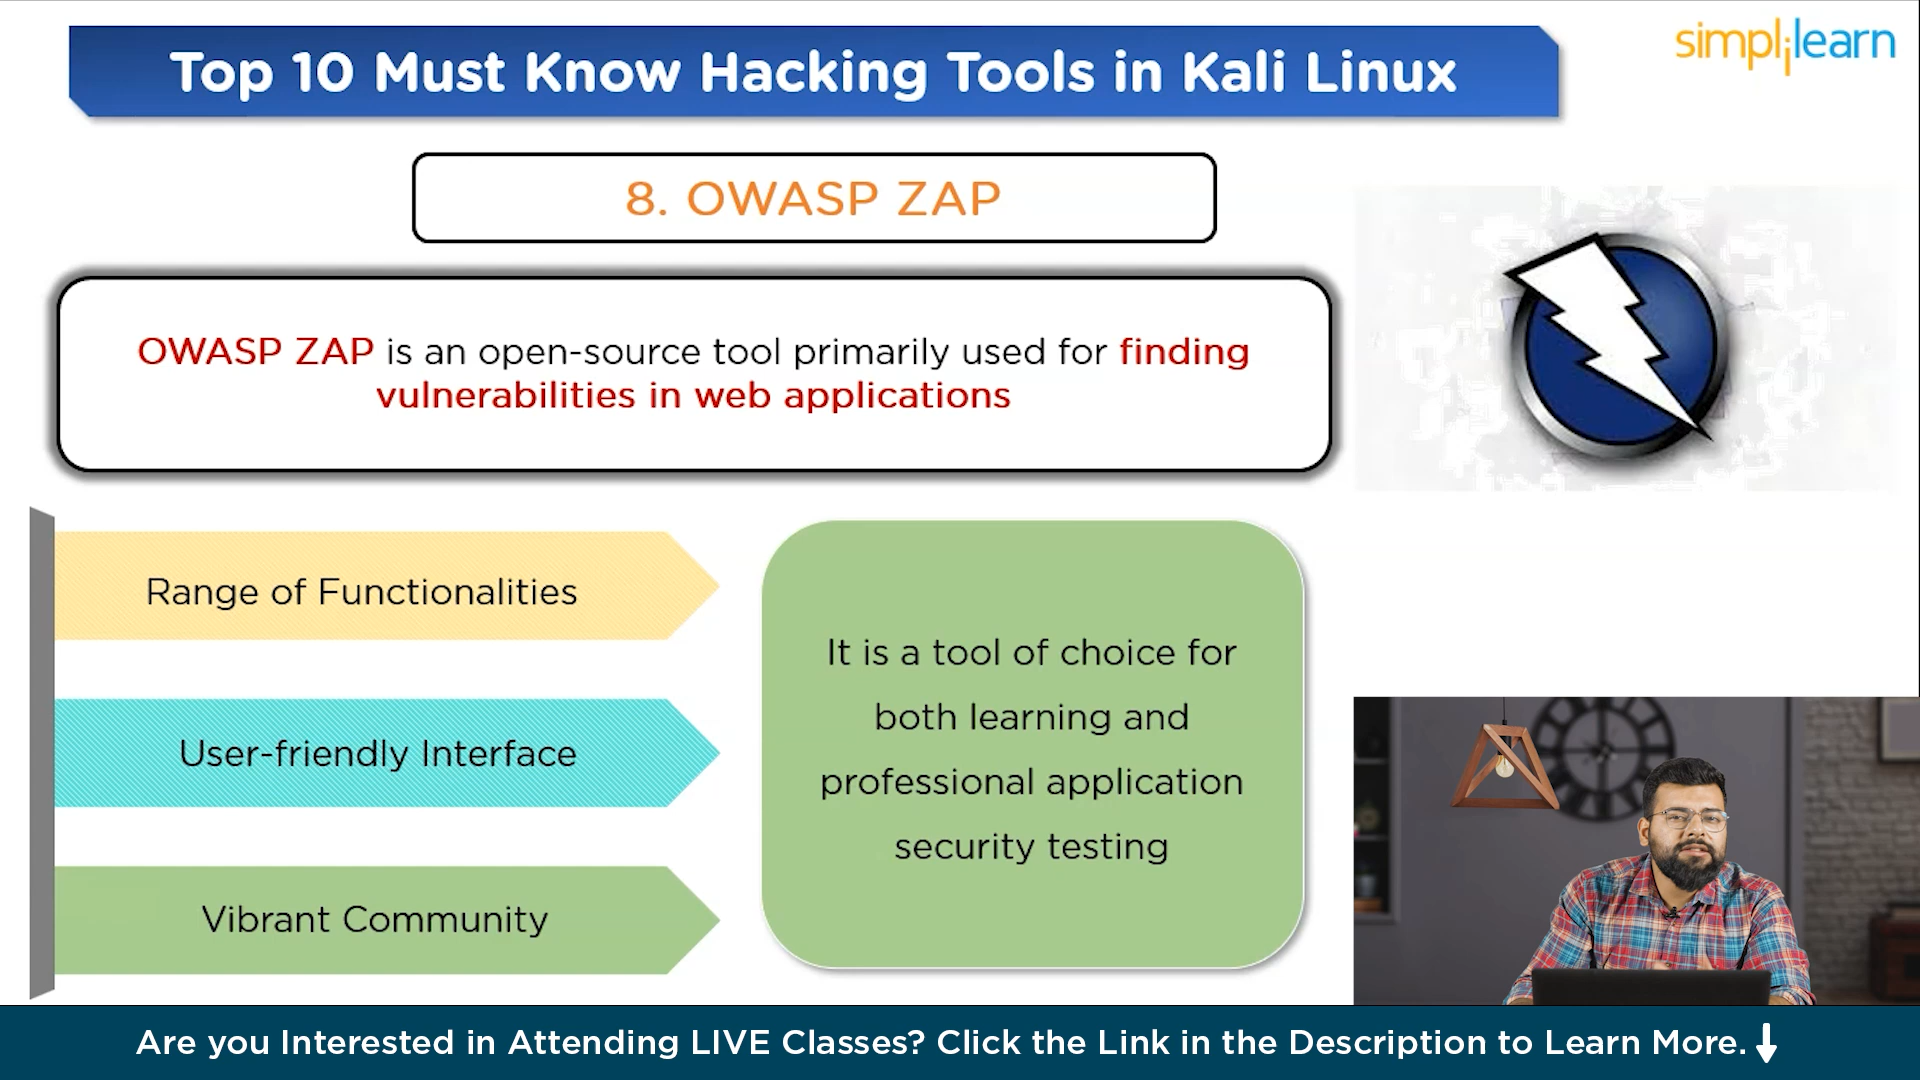 Top 10 Must Know Hacking Tools in Kali Linux
simplilearn
8. OWASP ZAP
OWASP ZAP is an open-source tool primarily used for finding
vulnerabilities in web applications
Range of Functionalities
User-friendly Interface
Vibrant Community
It is a tool of choice for
both learning and
professional application
security testing
Are you Interested in Attending LIVE Classes? Click the Link in the Description to Learn More.